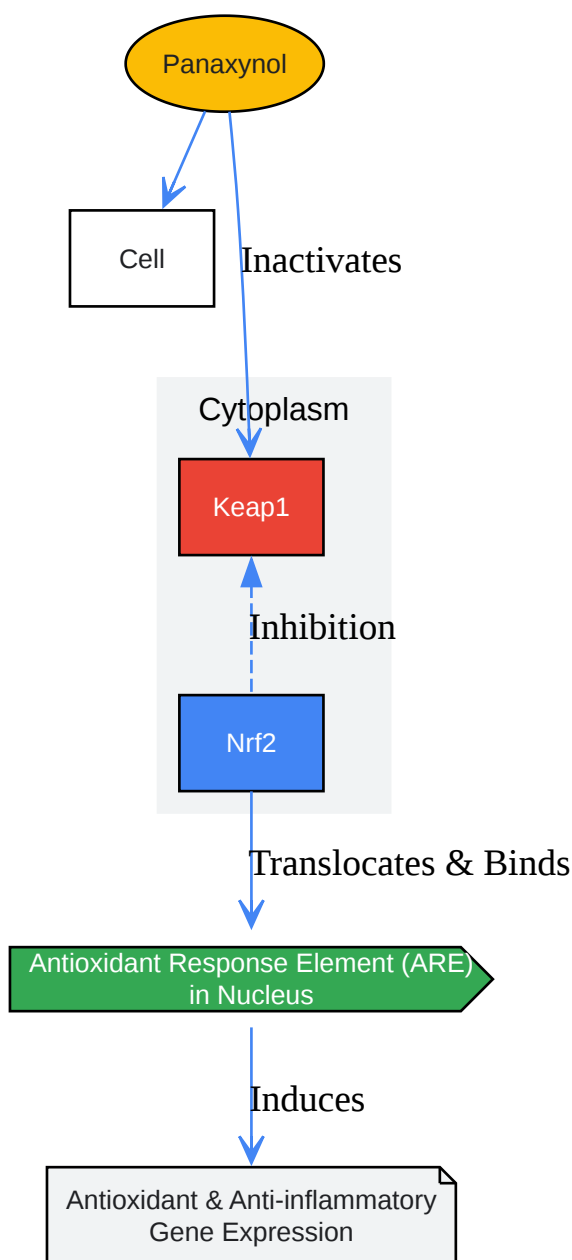 Panaxynol
Cell
Inactivates
Cytoplasm
Keap1
Inhibition
Nrf2
Translocates & Binds
Antioxidant Response Element (ARE)
in Nucleus
Induces
Antioxidant & Anti-inflammatory
Gene Expression